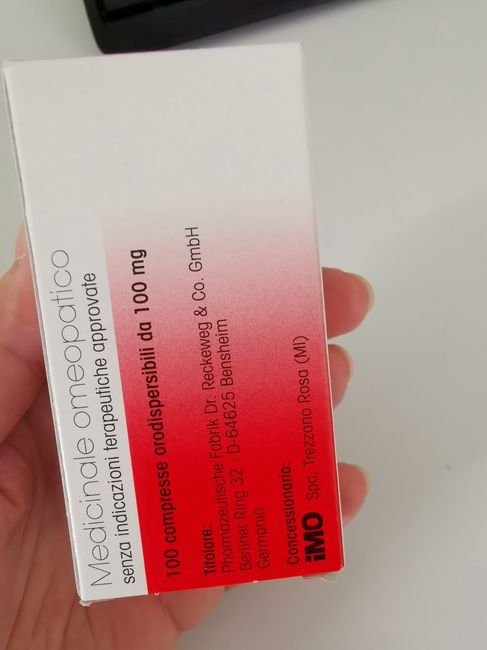 Medicinale omeopatico
senza indicazioni terapeutiche approvate
100 compresse orodispersibili da 100 mg
Titolare:
Pharmazeutische Fabrik Dr. Reckeweg & Co. GmbH
Berliner Ring 32 D-64625 Bensheim
Germania
Concessionario:
iMO Spa, Trezzano Rosa (MI)